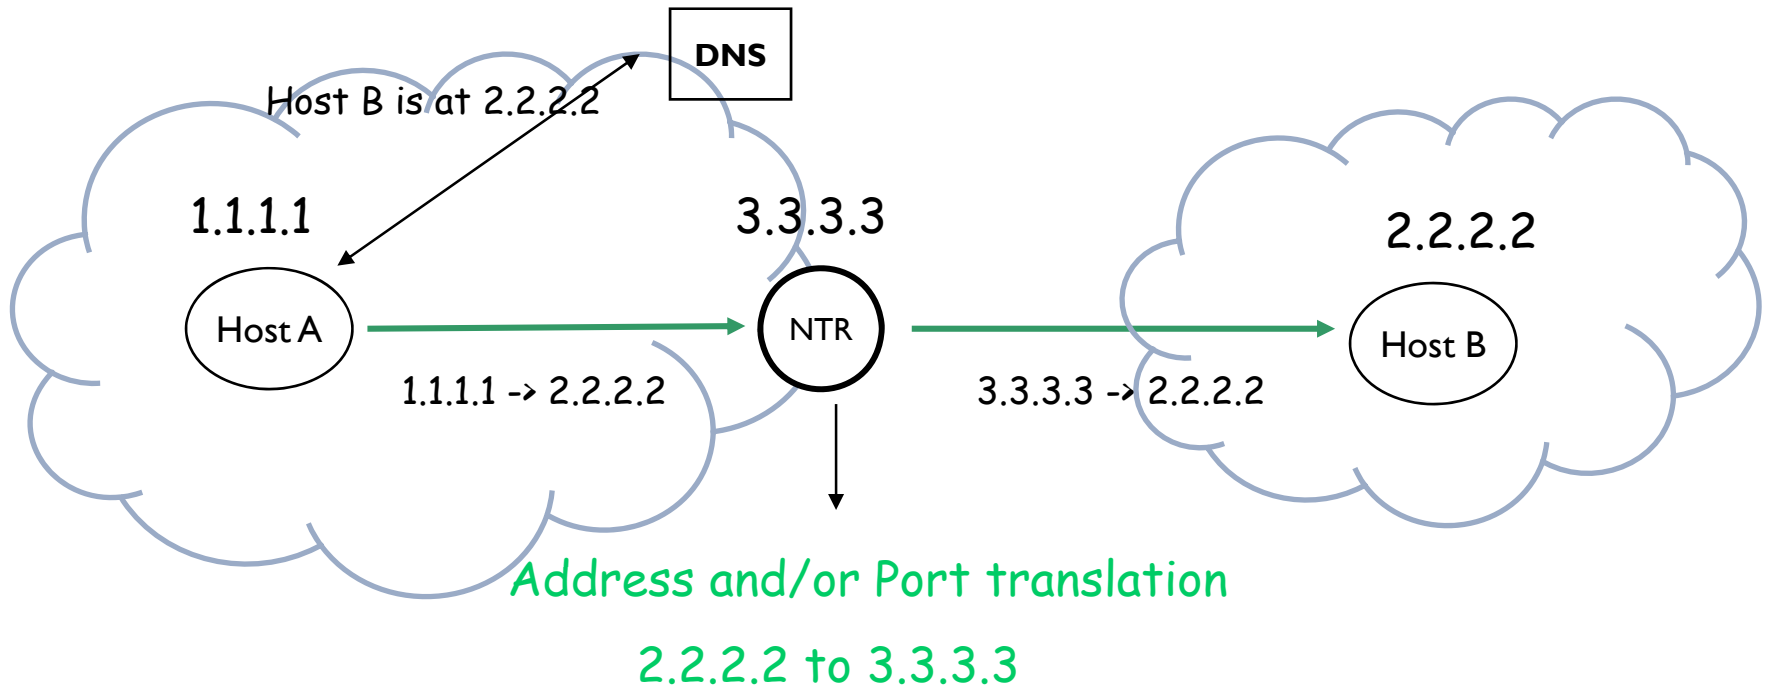 DNS
Host B is at 2.2.2.2
1.1.1.1
3.3.3.3
2.2.2.2
Host A
NTR
Host B
1.1.1.1 -> 2.2.2.2
3.3.3.3 -> 2.2.2.2
Address and/or Port translation
2.2.2.2 to 3.3.3.3